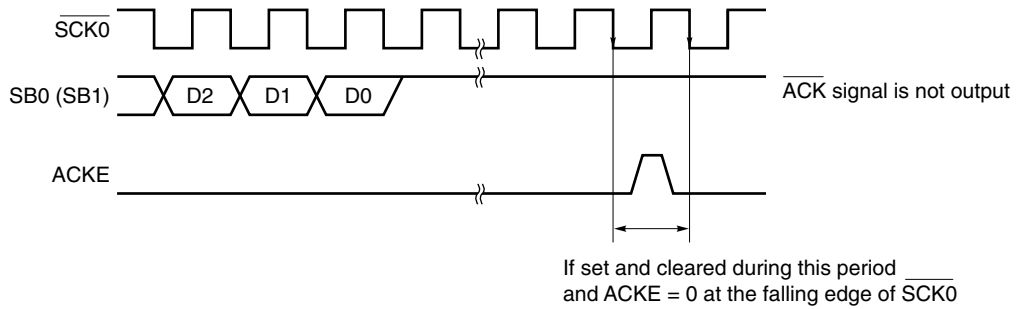 SCK0
SB0 (SB1)
D2
D1
D0
ACK signal is not output
ACKE
If set and cleared during this period
and ACKE = 0 at the falling edge of SCK0